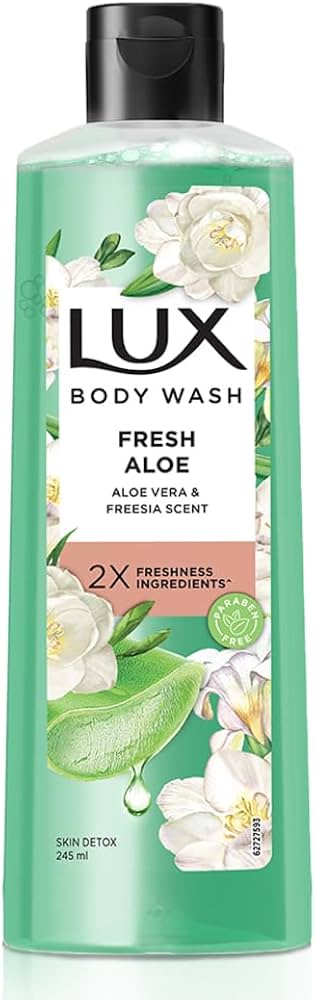 LUX
BODY WASH
FRESH
ALOE
ALOE VERA &
FREESIA SCENT
2X FRESHNESS
INGREDIENTS^
PARABEN
FREE
SKIN DETOX
245 ml
62727593